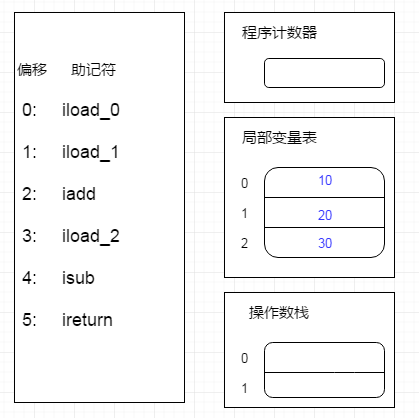 偏移 助记符
0: iload_0
1: iload_1
2: iadd
3: iload_2
4: isub
5: ireturn
程序计数器
局部变量表
0 10
1 20
2 30
操作数栈
0
1